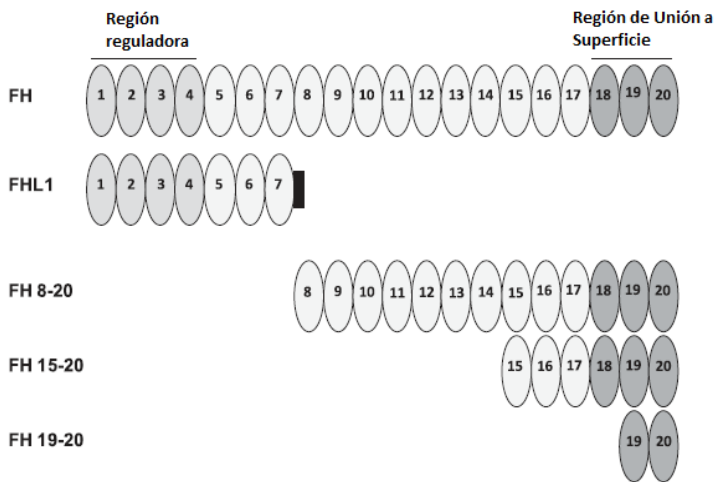 Región reguladora
Región de Unión a Superficie
FH 1 2 3 4 5 6 7 8 9 10 11 12 13 14 15 16 17 18 19 20
FHL1 1 2 3 4 5 6 7
FH 8-20 8 9 10 11 12 13 14 15 16 17 18 19 20
FH 15-20 15 16 17 18 19 20
FH 19-20 19 20